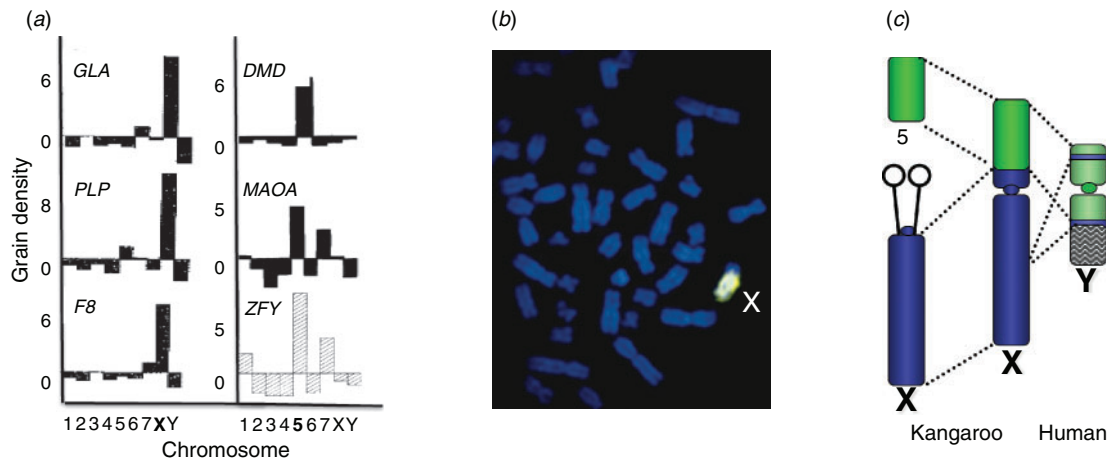 (a)
GLA
DMD
6
0
6
0
PLP
MAOA
8
0
5
0
F8
ZFY
6
0
5
0
Grain density
1 2 3 4 5 6 7 X Y
1 2 3 4 5 6 7 X Y
Chromosome
(b)
X
(c)
5
X
X
Y
Kangaroo
Human